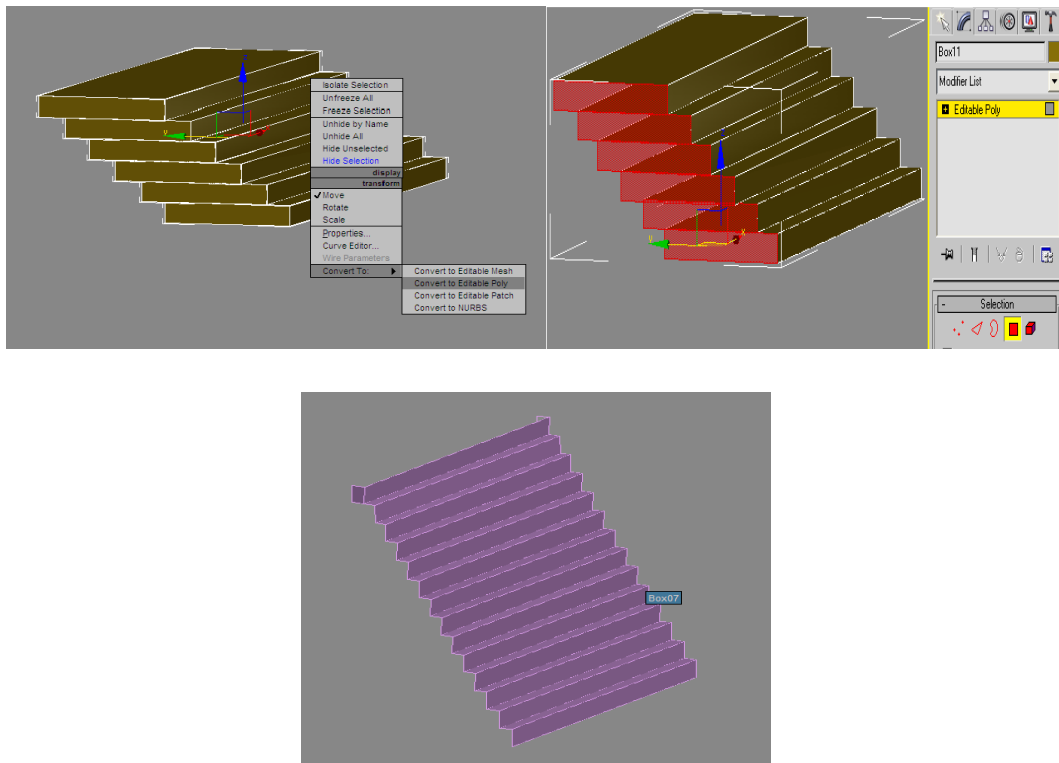 Isolate Selection
Unfreeze All
Freeze Selection
Unhide by Name
Unhide All
Hide Unselected
Hide Selection
display
transform
Move
Rotate
Scale
Properties...
Curve Editor...
Wire Parameters
Convert To:
Convert to Editable Mesh
Convert to Editable Poly
Convert to Editable Patch
Convert to NURBS
z
y
x
Box11
Modifier List
Editable Poly
- Selection
Box07